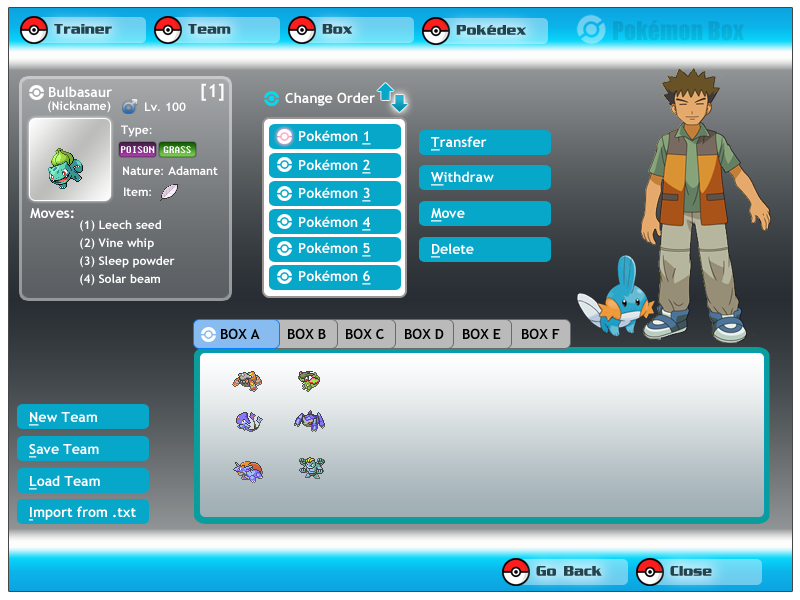 Trainer
Team
Box
Pokédex
Pokémon Box
Bulbasaur
(Nickname)
[1]
Lv. 100
Type:
POISON GRASS
Nature: Adamant
Item:
Moves:
(1) Leech seed
(2) Vine whip
(3) Sleep powder
(4) Solar beam
Change Order
Pokémon 1
Pokémon 2
Pokémon 3
Pokémon 4
Pokémon 5
Pokémon 6
Transfer
Withdraw
Move
Delete
BOX A
BOX B
BOX C
BOX D
BOX E
BOX F
New Team
Save Team
Load Team
Import from .txt
Go Back
Close